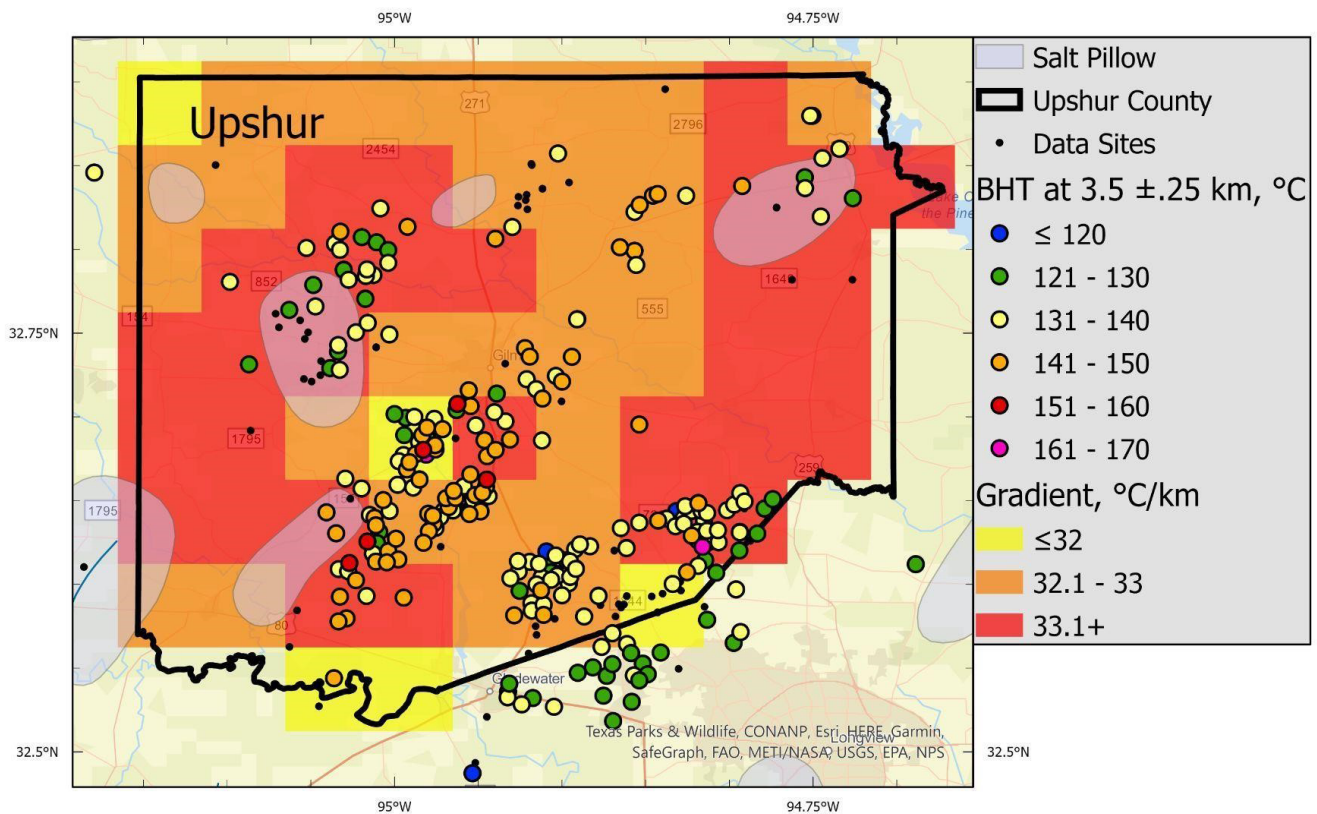 95°W
94.75°W
Salt Pillow
Upshur County
Data Sites
BHT at 3.5 ±.25 km, °C
≤ 120
121 - 130
131 - 140
141 - 150
151 - 160
161 - 170
Gradient, °C/km
≤32
32.1 - 33
33.1+
Upshur
271
2796
2454
852
1649
154
555
32.75°N
32.75°N
1795
259
1795
80
Gladewater
Texas Parks & Wildlife, CONANP, Esri, HERE, Garmin,
Longview
SafeGraph, FAO, METI/NASA, USGS, EPA, NPS
32.5°N
32.5°N
95°W
94.75°W